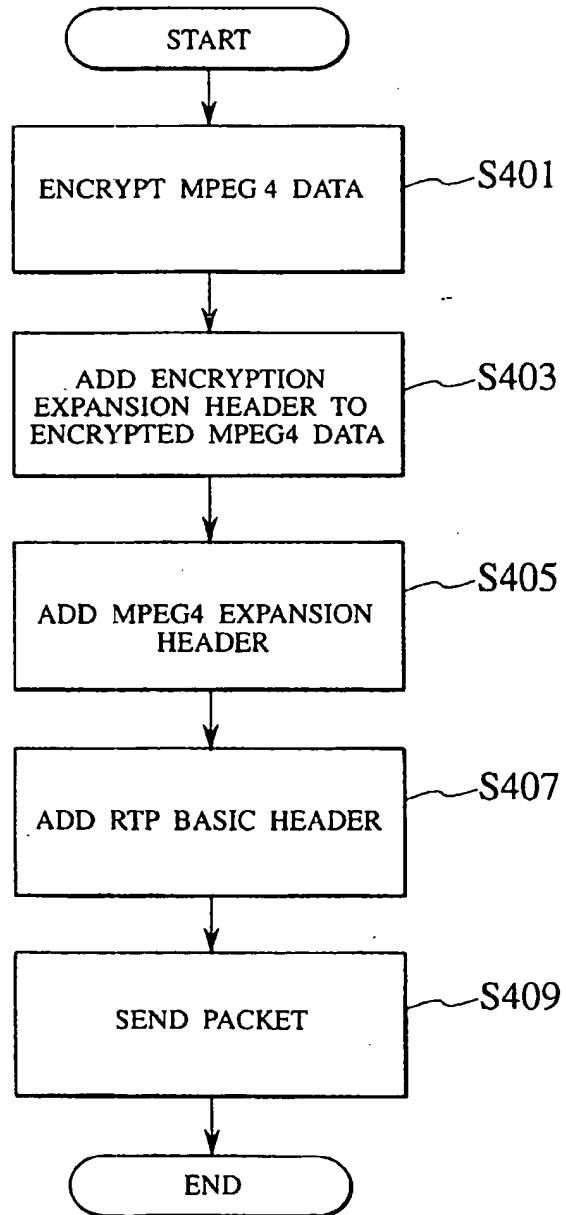 START
ENCRYPT MPEG 4 DATA
S401
ADD ENCRYPTION
EXPANSION HEADER TO
ENCRYPTED MPEG4 DATA
S403
ADD MPEG4 EXPANSION
HEADER
S405
ADD RTP BASIC HEADER
S407
SEND PACKET
S409
END